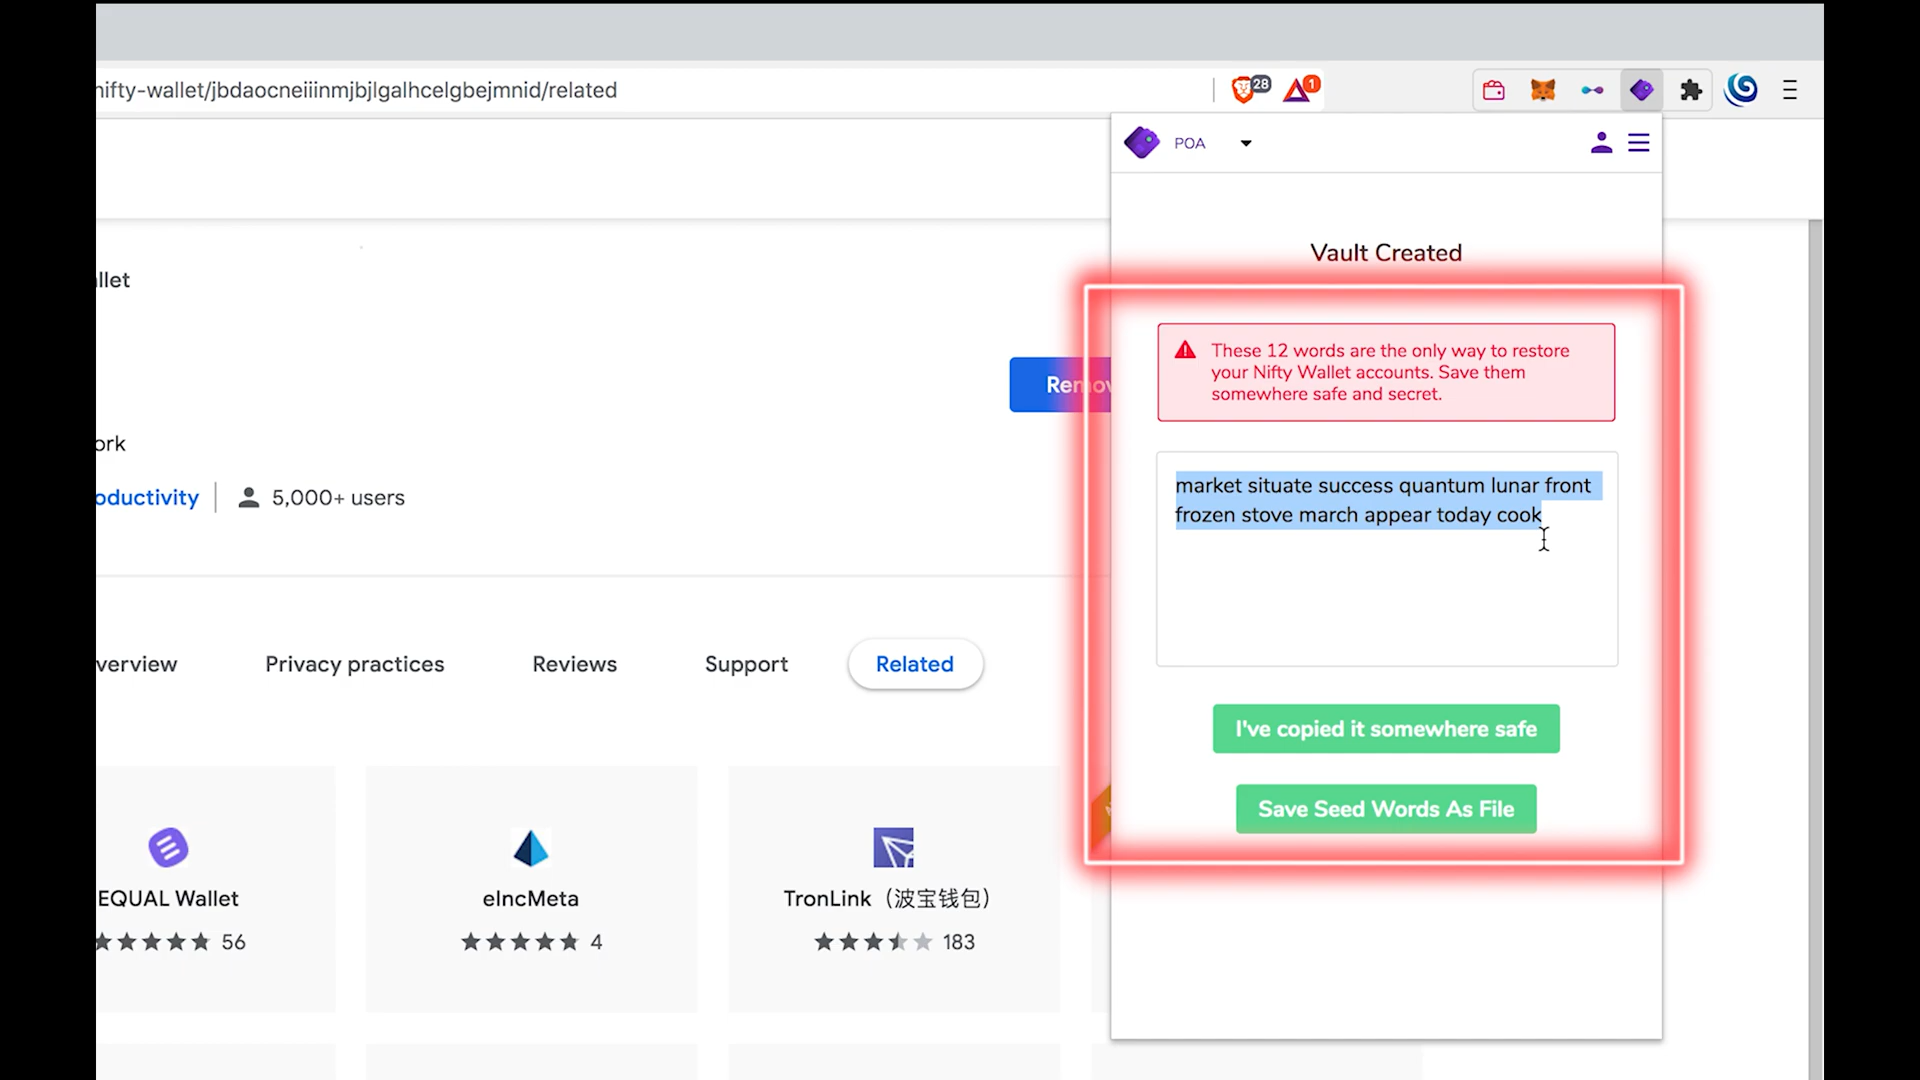 nifty-wallet/jbdaocneiiinmjbjlgalhcelgbejmnid/related
28
1
POA
Vault Created
llet
These 12 words are the only way to restore
your Nifty Wallet accounts. Save them
somewhere safe and secret.
Remov
ork
oductivity
5,000+ users
market situate success quantum lunar front
frozen stove march appear today cook
verview
Privacy practices
Reviews
Support
Related
I've copied it somewhere safe
Save Seed Words As File
EQUAL Wallet
56
eIncMeta
4
TronLink（波宝钱包）
183